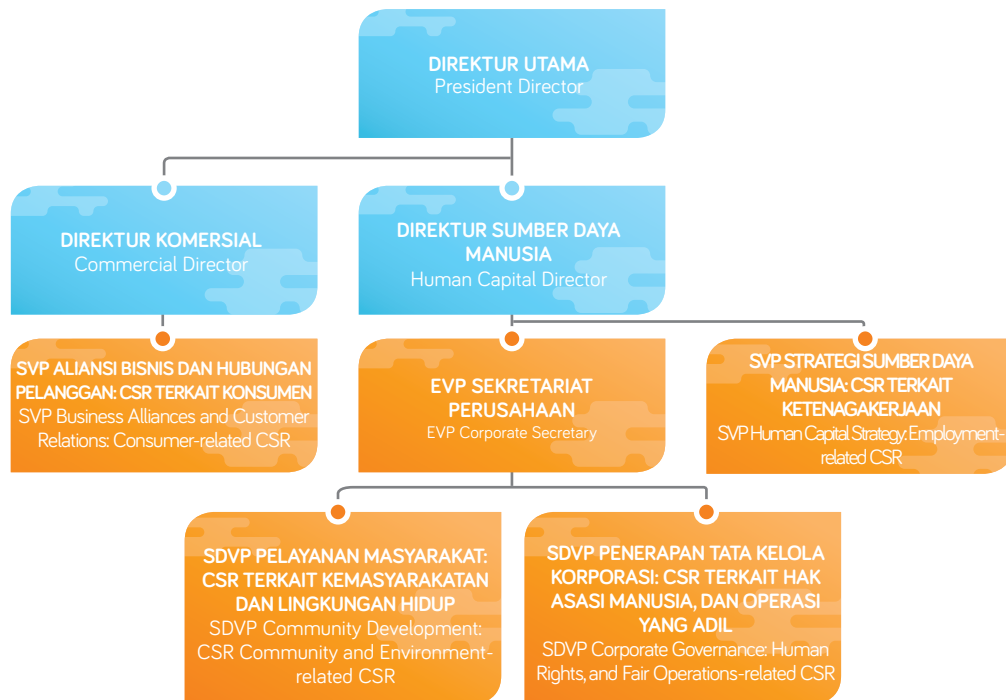 DIREKTUR UTAMA
President Director
DIREKTUR KOMERSIAL
Commercial Director
DIREKTUR SUMBER DAYA
MANUSIA
Human Capital Director
SVP ALIANSI BISNIS DAN HUBUNGAN
PELANGGAN: CSR TERKAIT KONSUMEN
SVP Business Alliances and Customer
Relations: Consumer-related CSR
EVP SEKRETARIAT
PERUSAHAAN
EVP Corporate Secretary
SVP STRATEGI SUMBER DAYA
MANUSIA: CSR TERKAIT
KETENAGAKERJAAN
SVP Human Capital Strategy: Employment-
related CSR
SDVP PELAYANAN MASYARAKAT:
CSR TERKAIT KEMASYARAKATAN
DAN LINGKUNGAN HIDUP
SDVP Community Development:
CSR Community and Environment-
related CSR
SDVP PENERAPAN TATA KELOLA
KORPORASI: CSR TERKAIT HAK
ASASI MANUSIA, DAN OPERASI
YANG ADIL
SDVP Corporate Governance: Human
Rights, and Fair Operations-related CSR